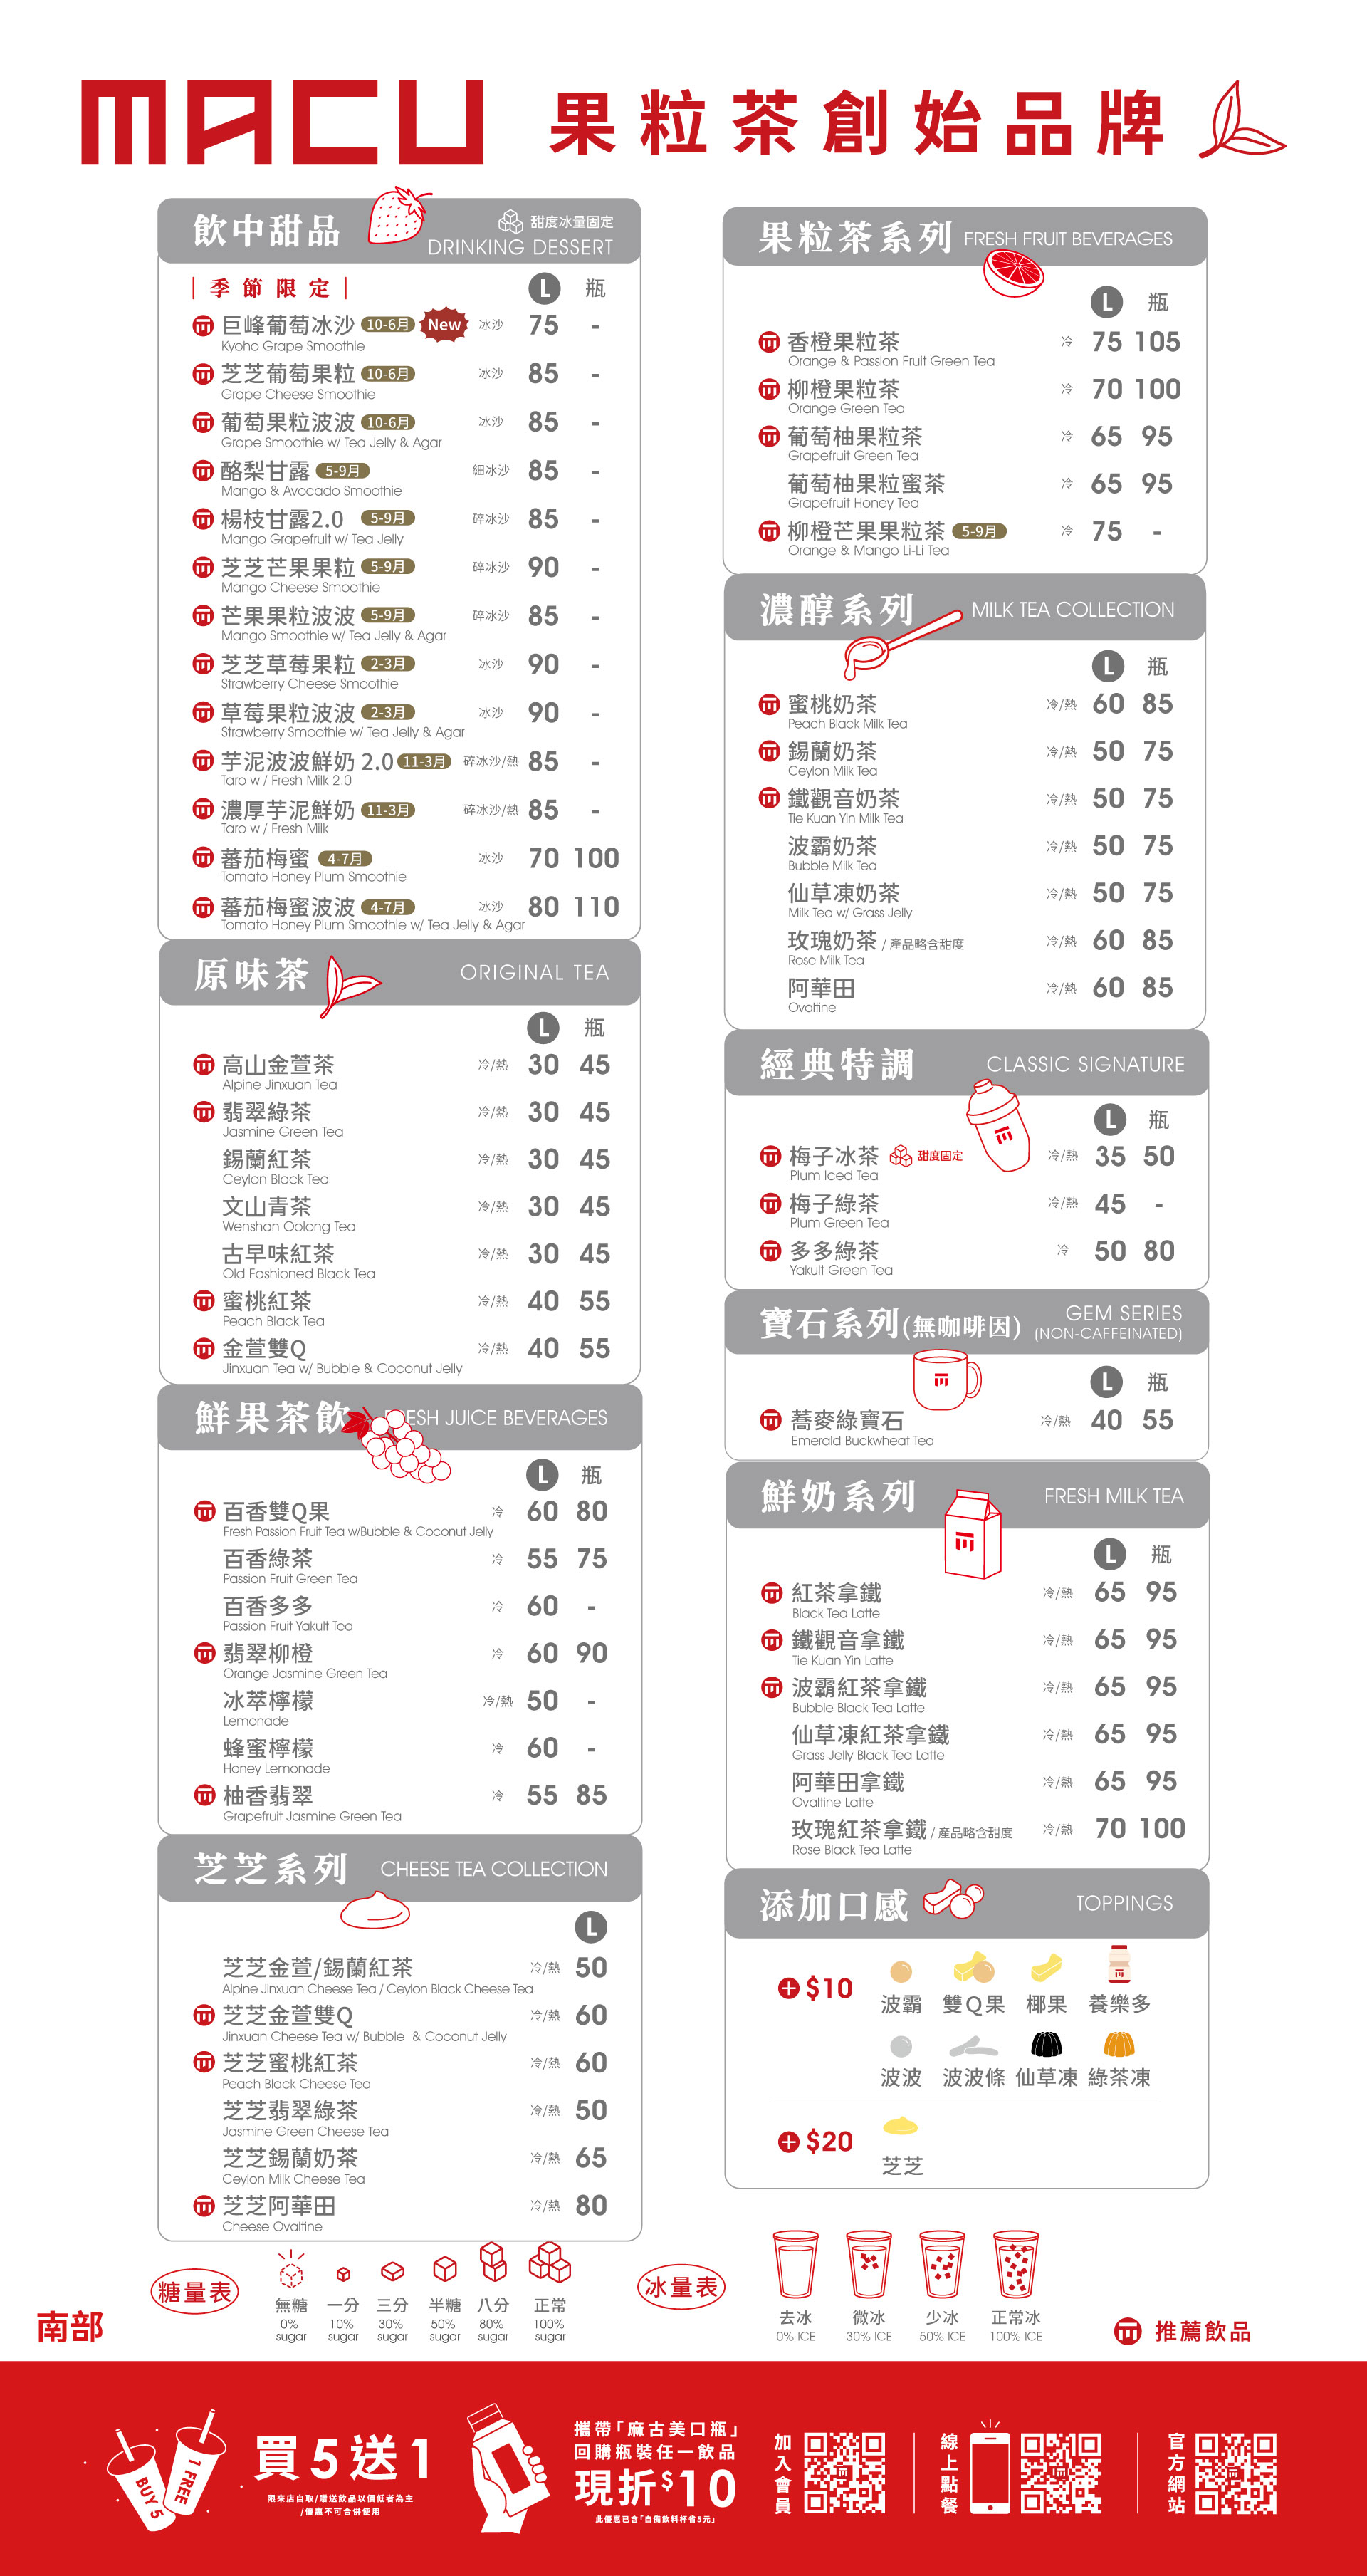 MACU 果粒茶創始品牌
飲中甜品 甜度冰量固定
DRINKING DESSERT
季節限定 L 瓶
巨峰葡萄冰沙 10-6月 New 冰沙 75 -
Kyoho Grape Smoothie
芝芝葡萄果粒 10-6月 冰沙 85 -
Grape Cheese Smoothie
葡萄果粒波波 10-6月 冰沙 85 -
Grape Smoothie w/ Tea Jelly & Agar
酪梨甘露 5-9月 細冰沙 85 -
Mango & Avocado Smoothie
楊枝甘露2.0 5-9月 碎冰沙 85 -
Mango Grapefruit w/ Tea Jelly
芝芝芒果果粒 5-9月 碎冰沙 90 -
Mango Cheese Smoothie
芒果果粒波波 5-9月 碎冰沙 85 -
Mango Smoothie w/ Tea Jelly & Agar
芝芝草莓果粒 2-3月 冰沙 90 -
Strawberry Cheese Smoothie
草莓果粒波波 2-3月 冰沙 90 -
Strawberry Smoothie w/ Tea Jelly & Agar
芋泥波波鮮奶 2.0 11-3月 碎冰沙/熱 85 -
Taro w / Fresh Milk 2.0
濃厚芋泥鮮奶 11-3月 碎冰沙/熱 85 -
Taro w / Fresh Milk
蕃茄梅蜜 4-7月 冰沙 70 100
Tomato Honey Plum Smoothie
蕃茄梅蜜波波 4-7月 冰沙 80 110
Tomato Honey Plum Smoothie w/ Tea Jelly & Agar
原味茶 ORIGINAL TEA
L 瓶
高山金萱茶 冷/熱 30 45
Alpine Jinxuan Tea
翡翠綠茶 冷/熱 30 45
Jasmine Green Tea
錫蘭紅茶 冷/熱 30 45
Ceylon Black Tea
文山青茶 冷/熱 30 45
Wenshan Oolong Tea
古早味紅茶 冷/熱 30 45
Old Fashioned Black Tea
蜜桃紅茶 冷/熱 40 55
Peach Black Tea
金萱雙Q 冷/熱 40 55
Jinxuan Tea w/ Bubble & Coconut Jelly
鮮果茶飲 FRESH JUICE BEVERAGES
L 瓶
百香雙Q果 冷 60 80
Fresh Passion Fruit Tea w/Bubble & Coconut Jelly
百香綠茶 冷 55 75
Passion Fruit Green Tea
百香多多 冷 60 -
Passion Fruit Yakult Tea
翡翠柳橙 冷 60 90
Orange Jasmine Green Tea
冰萃檸檬 冷/熱 50 -
Lemonade
蜂蜜檸檬 冷 60 -
Honey Lemonade
柚香翡翠 冷 55 85
Grapefruit Jasmine Green Tea
芝芝系列 CHEESE TEA COLLECTION
L
芝芝金萱/錫蘭紅茶 冷/熱 50
Alpine Jinxuan Cheese Tea / Ceylon Black Cheese Tea
芝芝金萱雙Q 冷/熱 60
Jinxuan Cheese Tea w/ Bubble & Coconut Jelly
芝芝蜜桃紅茶 冷/熱 60
Peach Black Cheese Tea
芝芝翡翠綠茶 冷/熱 50
Jasmine Green Cheese Tea
芝芝錫蘭奶茶 冷/熱 65
Ceylon Milk Cheese Tea
芝芝阿華田 冷/熱 80
Cheese Ovaltine
果粒茶系列 FRESH FRUIT BEVERAGES
L 瓶
香橙果粒茶 冷 75 105
Orange & Passion Fruit Green Tea
柳橙果粒茶 冷 70 100
Orange Green Tea
葡萄柚果粒茶 冷 65 95
Grapefruit Green Tea
葡萄柚果粒蜜茶 冷 65 95
Grapefruit Honey Tea
柳橙芒果果粒茶 5-9月 冷 75 -
Orange & Mango Li-Li Tea
濃醇系列 MILK TEA COLLECTION
L 瓶
蜜桃奶茶 冷/熱 60 85
Peach Black Milk Tea
錫蘭奶茶 冷/熱 50 75
Ceylon Milk Tea
鐵觀音奶茶 冷/熱 50 75
Tie Kuan Yin Milk Tea
波霸奶茶 冷/熱 50 75
Bubble Milk Tea
仙草凍奶茶 冷/熱 50 75
Milk Tea w/ Grass Jelly
玫瑰奶茶 / 產品略含甜度 冷/熱 60 85
Rose Milk Tea
阿華田 冷/熱 60 85
Ovaltine
經典特調 CLASSIC SIGNATURE
L 瓶
梅子冰茶 甜度固定 冷/熱 35 50
Plum Iced Tea
梅子綠茶 冷/熱 45 -
Plum Green Tea
多多綠茶 冷 50 80
Yakult Green Tea
寶石系列(無咖啡因) GEM SERIES
(NON-CAFFEINATED)
L 瓶
蕎麥綠寶石 冷/熱 40 55
Emerald Buckwheat Tea
鮮奶系列 FRESH MILK TEA
L 瓶
紅茶拿鐵 冷/熱 65 95
Black Tea Latte
鐵觀音拿鐵 冷/熱 65 95
Tie Kuan Yin Latte
波霸紅茶拿鐵 冷/熱 65 95
Bubble Black Tea Latte
仙草凍紅茶拿鐵 冷/熱 65 95
Grass Jelly Black Tea Latte
阿華田拿鐵 冷/熱 65 95
Ovaltine Latte
玫瑰紅茶拿鐵 / 產品略含甜度 冷/熱 70 100
Rose Black Tea Latte
添加口感 TOPPINGS
+ $10 波霸 雙Q果 椰果 養樂多
波波 波波條 仙草凍 綠茶凍
+ $20 芝芝
糖量表
無糖 一分 三分 半糖 八分 正常
0% 10% 30% 50% 80% 100%
sugar sugar sugar sugar sugar sugar
冰量表
去冰 微冰 少冰 正常冰
0% ICE 30% ICE 50% ICE 100% ICE
南部
推薦飲品
BUY 5
1 FREE
買5送1
限來店自取/贈送飲品以價低者為主
/優惠不可合併使用
攜帶「麻古美口瓶」
回購瓶裝任一飲品
現折$10
此優惠已含「自備飲料杯省5元」
加入會員
線上點餐
官方網站